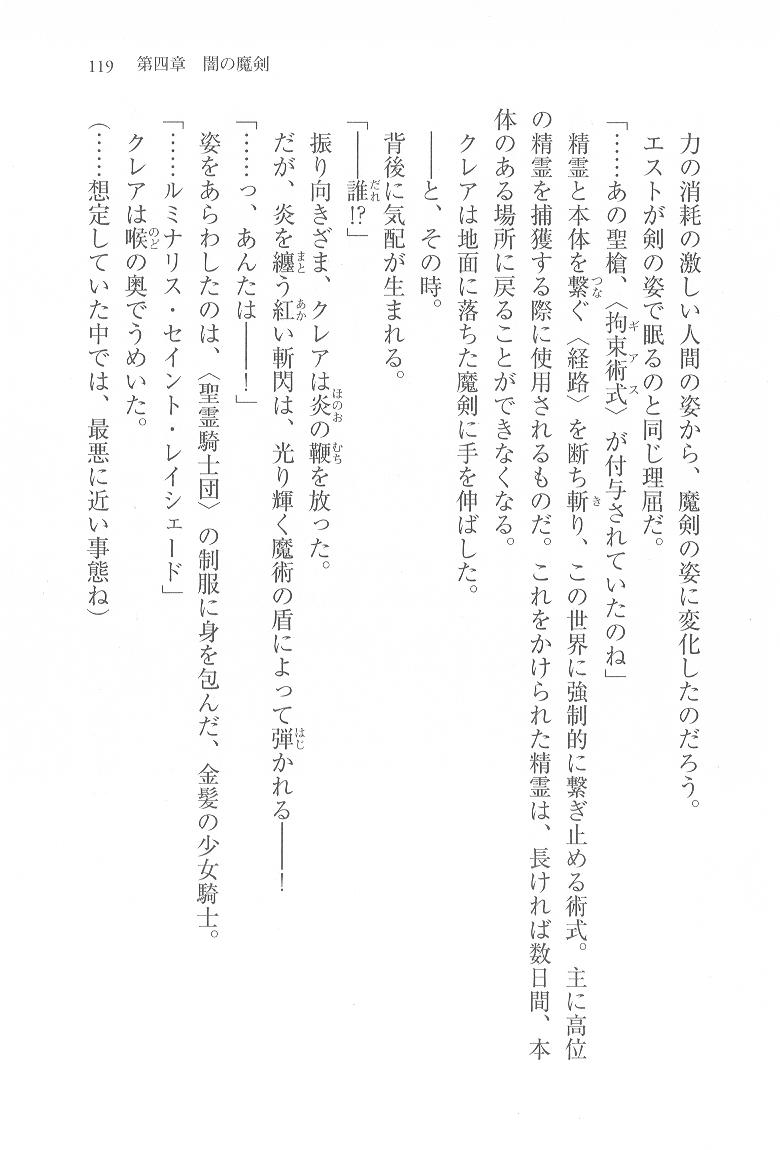 119　第四章　闇の魔剣
力の消耗の激しい人間の姿から、魔剣の姿に変化したのだろう。
エストが剣の姿で眠るのと同じ理屈だ。
「……あの聖槍、〈拘束術式〉が付与されていたのね」
精霊と本体を繋ぐ〈経路〉を断ち斬り、この世界に強制的に繋ぎ止める術式。主に高位
の精霊を捕獲する際に使用されるものだ。これをかけられた精霊は、長ければ数日間、本
体のある場所に戻ることができなくなる。
クレアは地面に落ちた魔剣に手を伸ばした。
――と、その時。
背後に気配が生まれる。
「――誰!?」
振り向きざま、クレアは炎の鞭を放った。
だが、炎を纏う紅い斬閃は、光り輝く魔術の盾によって弾かれる――！
「……っ、あんたは――！」
姿をあらわしたのは、〈聖霊騎士団〉の制服に身を包んだ、金髪の少女騎士。
「……ルミナリス・セイント・レイシェード」
クレアは喉の奥でうめいた。
（……想定していた中では、最悪に近い事態ね）